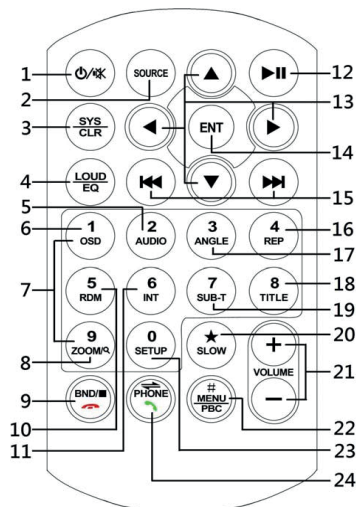 1
SOURCE
12
2
13
3
SYS
CLR
ENT
14
4
LOUD
EQ
15
5
6
1
OSD
2
AUDIO
3
ANGLE
4
REP
16
17
7
5
RDM
6
INT
7
SUB-T
8
TITLE
18
19
9
ZOOM/
0
SETUP
★
SLOW
20
8
+
VOLUME
−
21
9
BND/■
PHONE
#
MENU
PBC
22
10
11
23
24